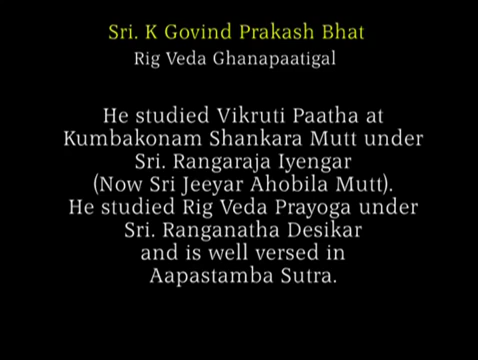 Sri. K Govind Prakash Bhat
Rig Veda Ghanapaatigal
He studied Vikruti Paatha at
Kumbakonam Shankara Mutt under
Sri. Rangaraja Iyengar
(Now Sri Jeeyar Ahobila Mutt).
He studied Rig Veda Prayoga under
Sri. Ranganatha Desikar
and is well versed in
Aapastamba Sutra.